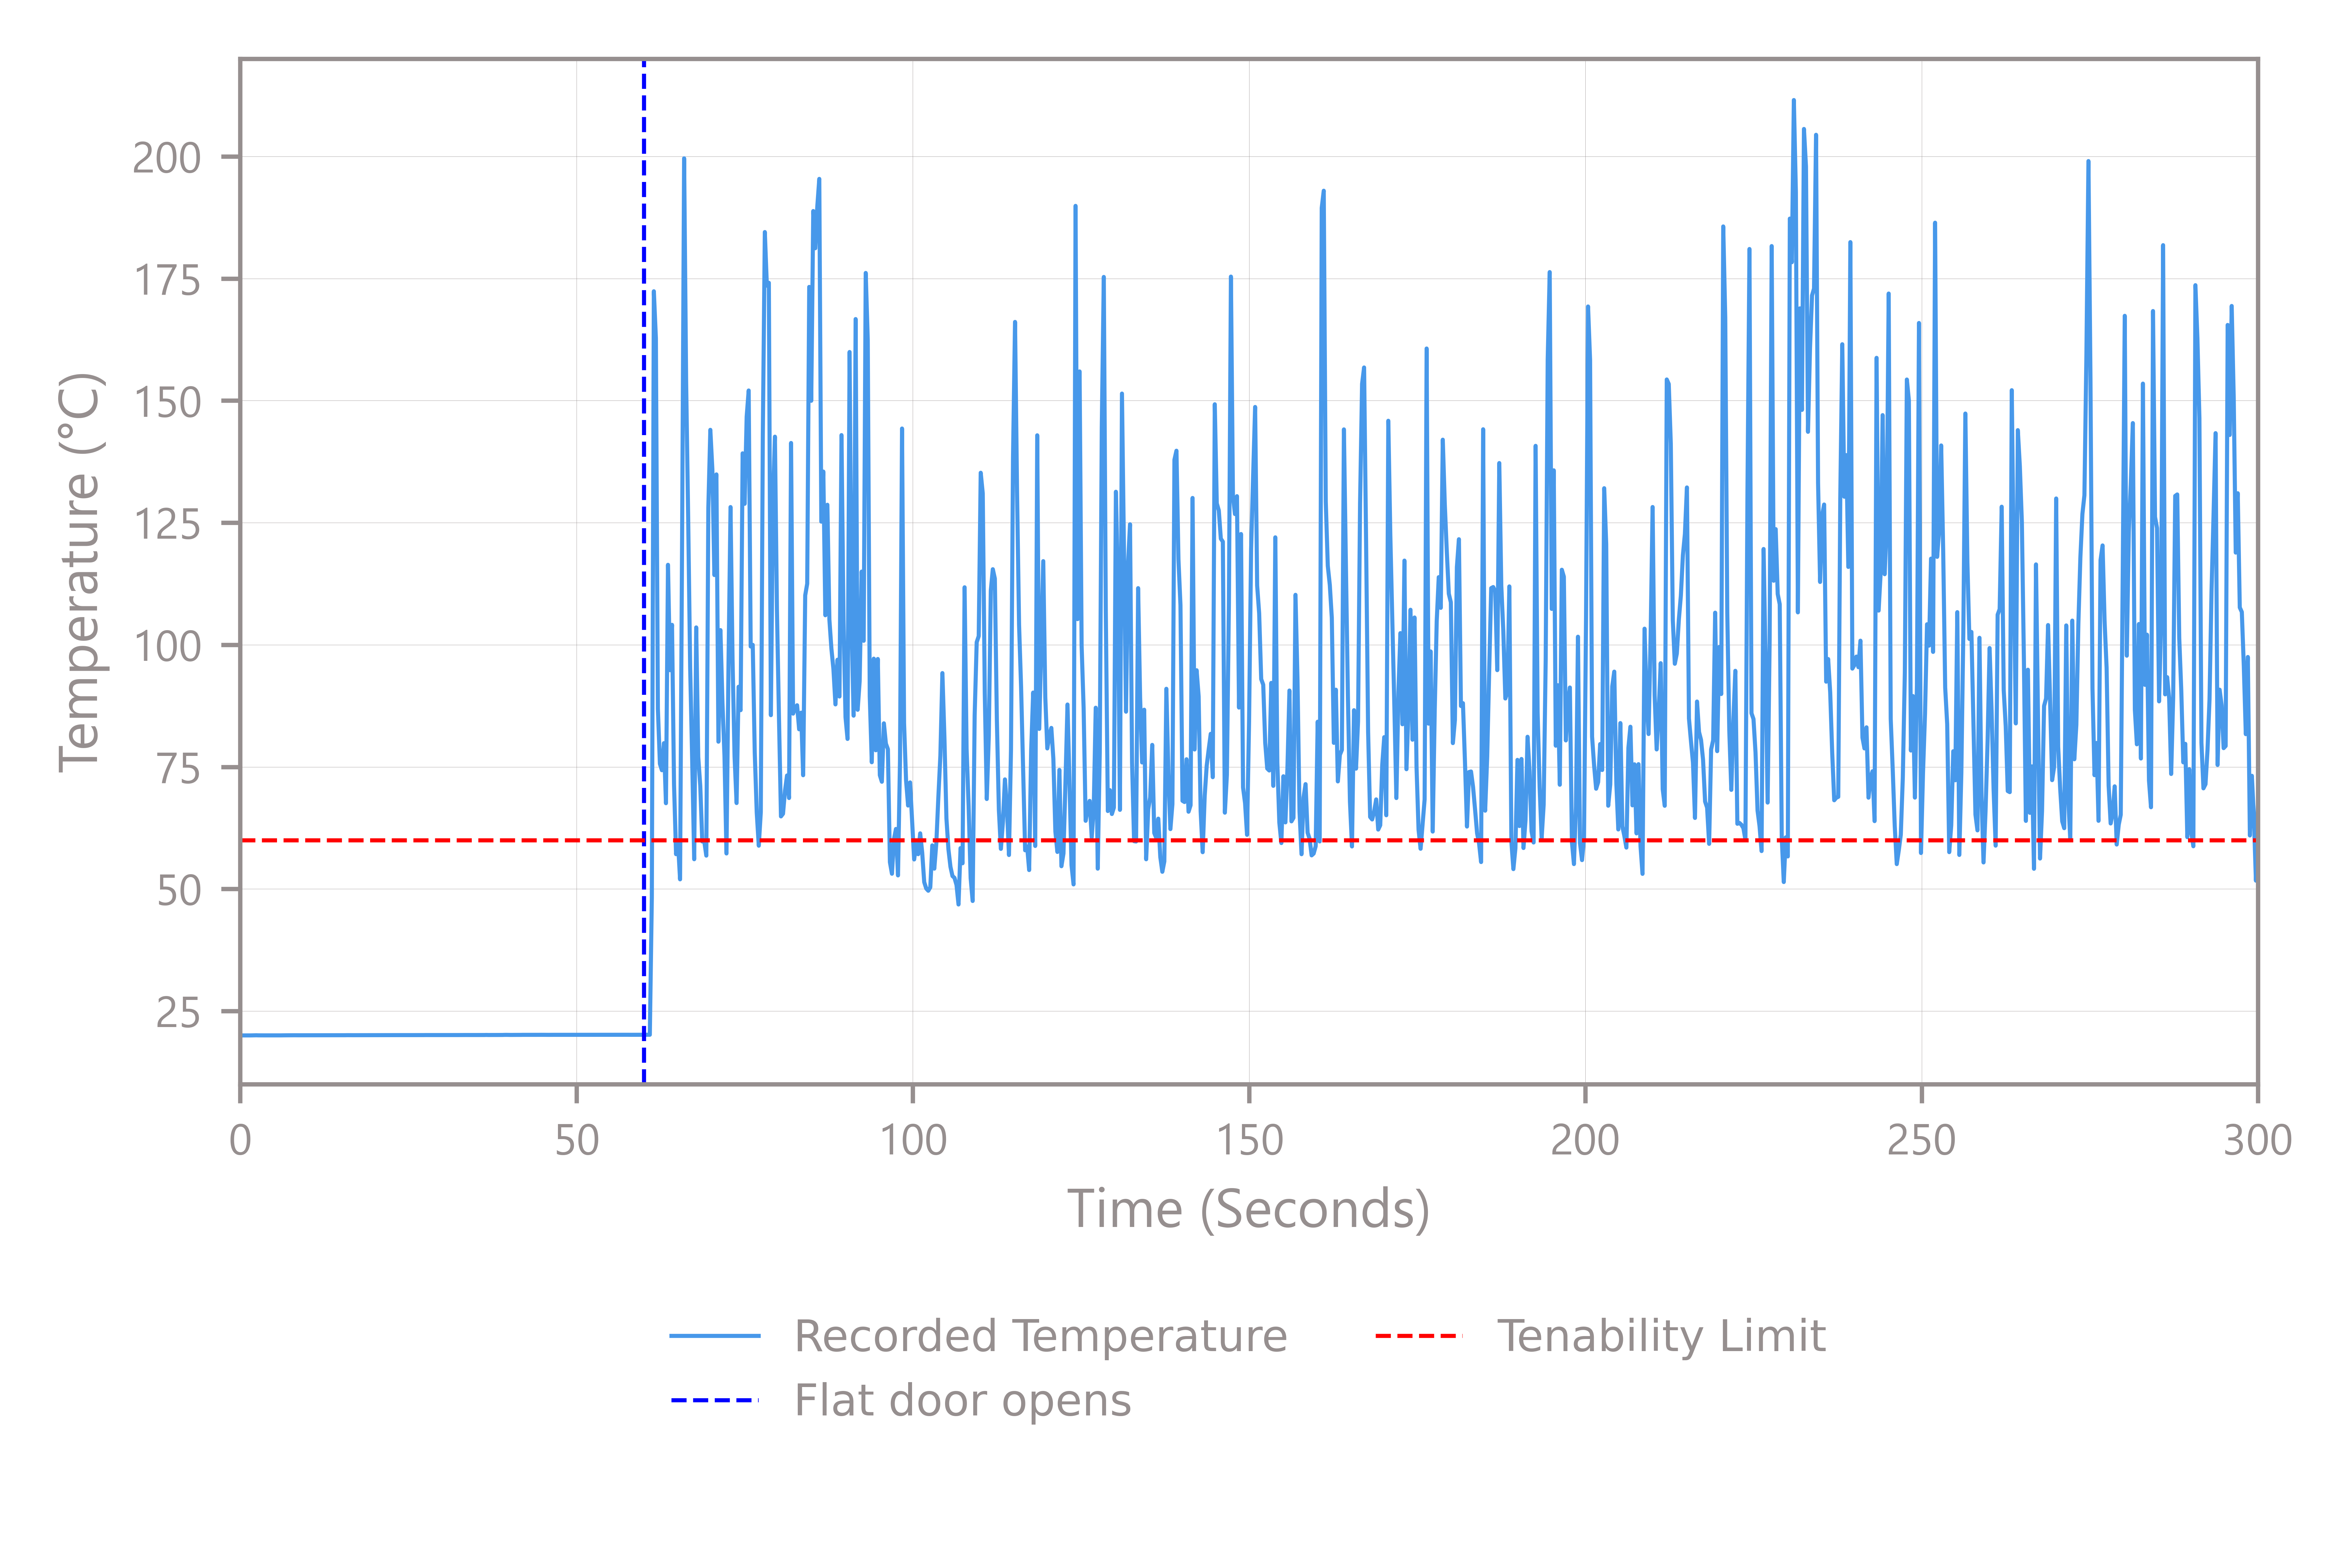 200
175
150
125
100
75
50
25
Temperature (°C)
0 50 100 150 200 250 300
Time (Seconds)
Recorded Temperature Tenability Limit
Flat door opens